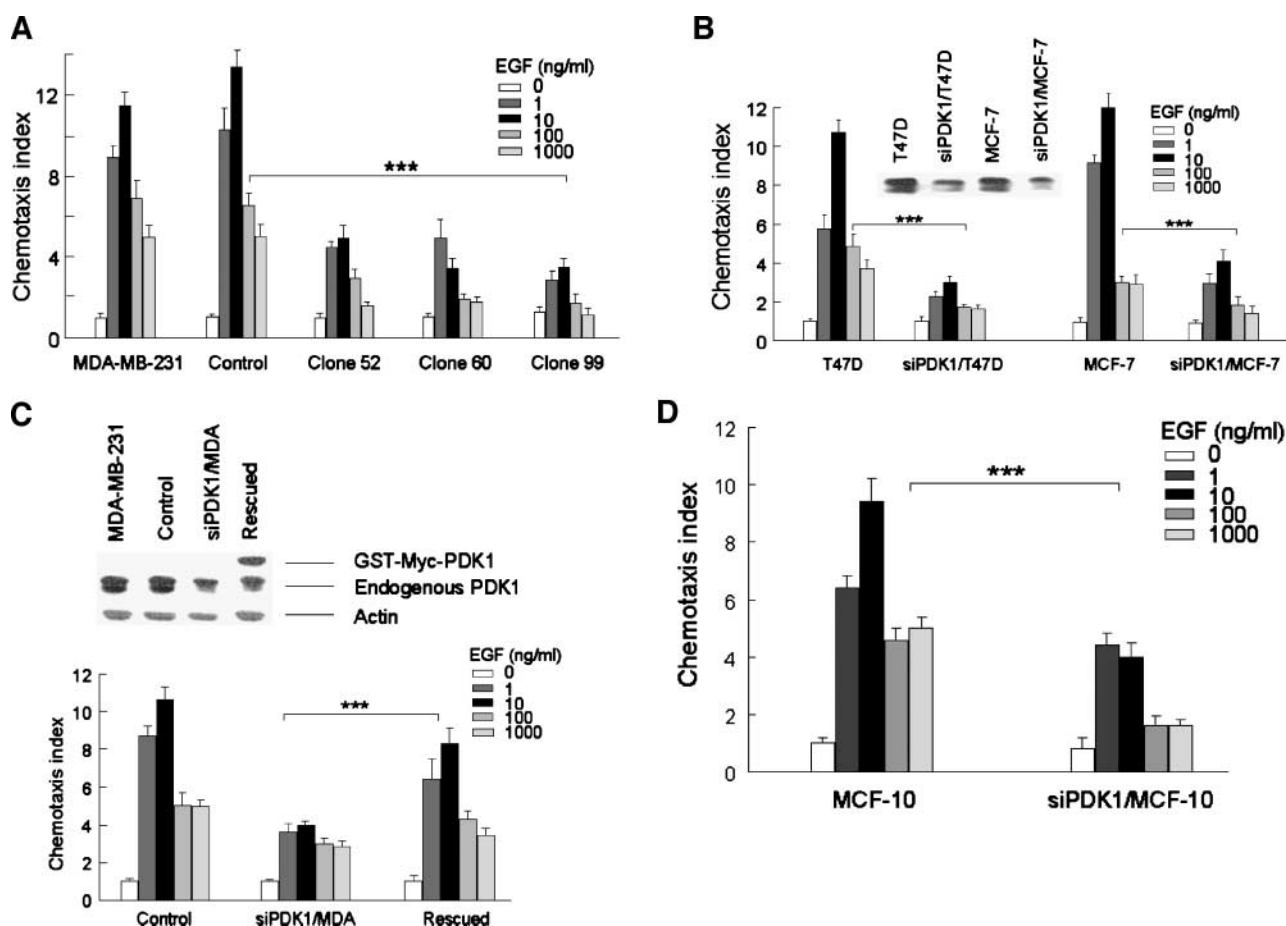 A
Chemotaxis index
12
8
4
0
EGF (ng/ml)
0
1
10
100
1000
***
MDA-MB-231 Control Clone 52 Clone 60 Clone 99
B
Chemotaxis index
12
10
8
6
4
2
0
T47D
siPDK1/T47D
MCF-7
siPDK1/MCF-7
EGF (ng/ml)
0
1
10
100
1000
***
***
T47D siPDK1/T47D MCF-7 siPDK1/MCF-7
C
MDA-MB-231
Control
siPDK1/MDA
Rescued
GST-Myc-PDK1
Endogenous PDK1
Actin
Chemotaxis index
12
10
8
6
4
2
0
EGF (ng/ml)
0
1
10
100
1000
***
Control siPDK1/MDA Rescued
D
Chemotaxis index
12
10
8
6
4
2
0
EGF (ng/ml)
0
1
10
100
1000
***
MCF-10 siPDK1/MCF-10